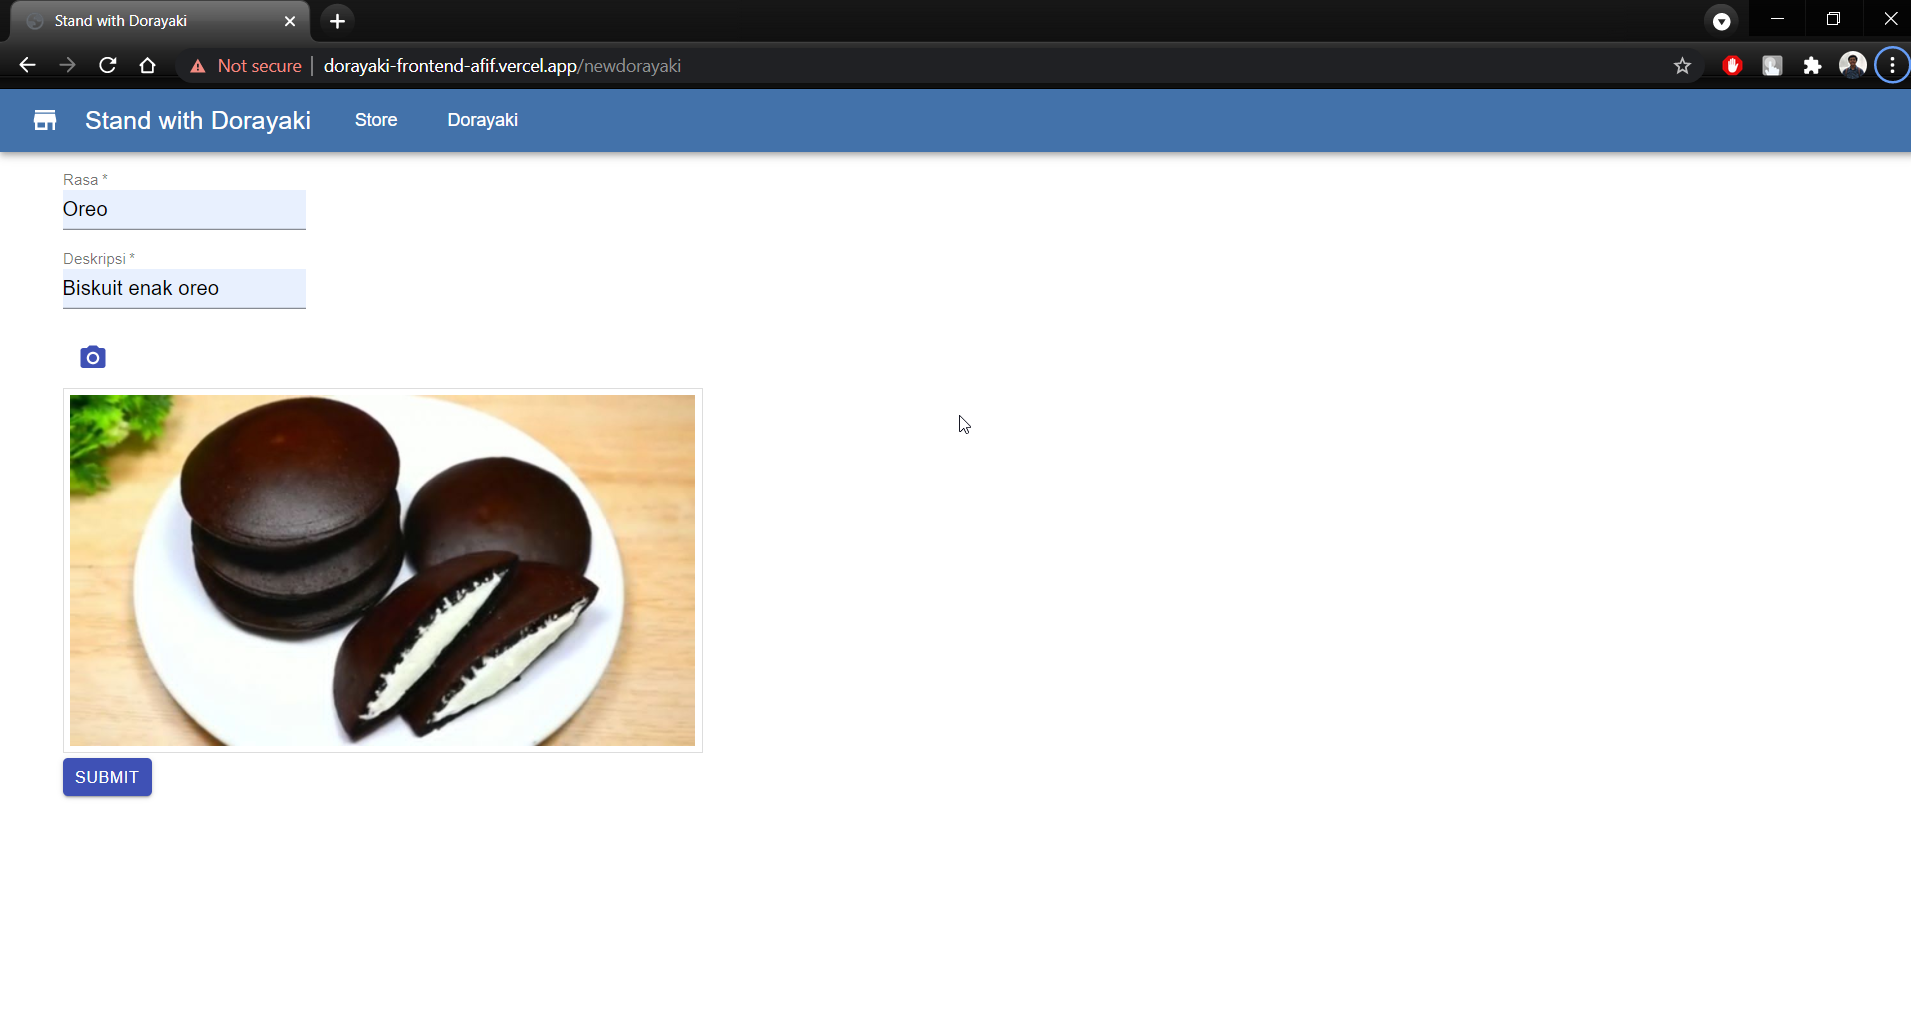 Stand with Dorayaki
Not secure dorayaki-frontend-afif.vercel.app/newdorayaki
Stand with Dorayaki Store Dorayaki
Rasa *
Oreo
Deskripsi *
Biskuit enak oreo
SUBMIT